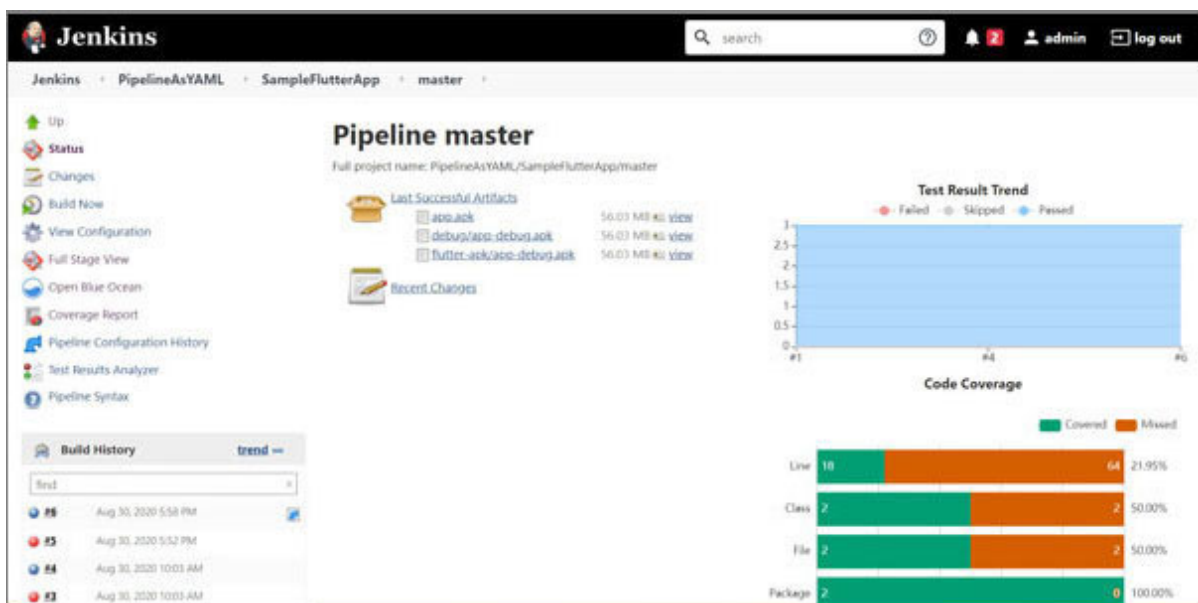 Jenkins
search
2
admin
log out
Jenkins PipelineAsYAML SampleFlutterApp master
Up
Status
Changes
Build Now
View Configuration
Full Stage View
Open Blue Ocean
Coverage Report
Pipeline Configuration History
Test Results Analyzer
Pipeline Syntax
Build History trend
find
#6 Aug 30, 2020 5:58 PM
#5 Aug 30, 2020 5:52 PM
#4 Aug 30, 2020 10:03 AM
#3 Aug 30, 2020 10:03 AM
Pipeline master
Full project name: PipelineAsYAML/SampleFlutterApp/master
Last Successful Artifacts
app.apk 56.03 MB view
debug/app-debug.apk 56.03 MB view
flutter-apk/app-debug.apk 56.03 MB view
Recent Changes
Test Result Trend
Failed Skipped Passed
3
2.5
2
1.5
1
0.5
0
#1 #4 #6
Code Coverage
Covered Missed
Line 18 64 21.95%
Class 2 2 50.00%
File 2 2 50.00%
Package 2 0 100.00%